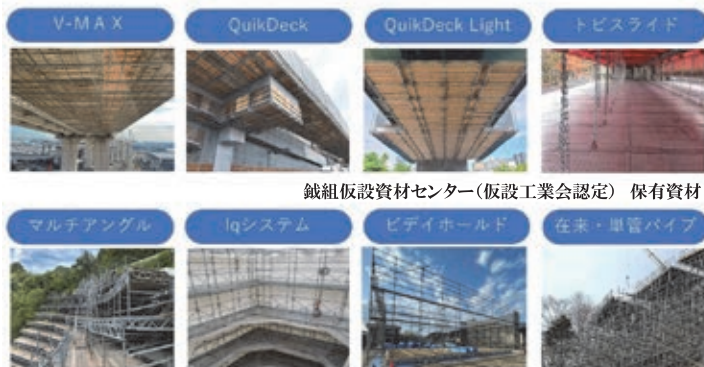 V-MAX
QuikDeck
QuikDeck Light
トビスライド
鉞組仮設資材センター(仮設工業会認定) 保有資材
マルチアングル
Iqシステム
ビデイホールド
在来・単管パイプ